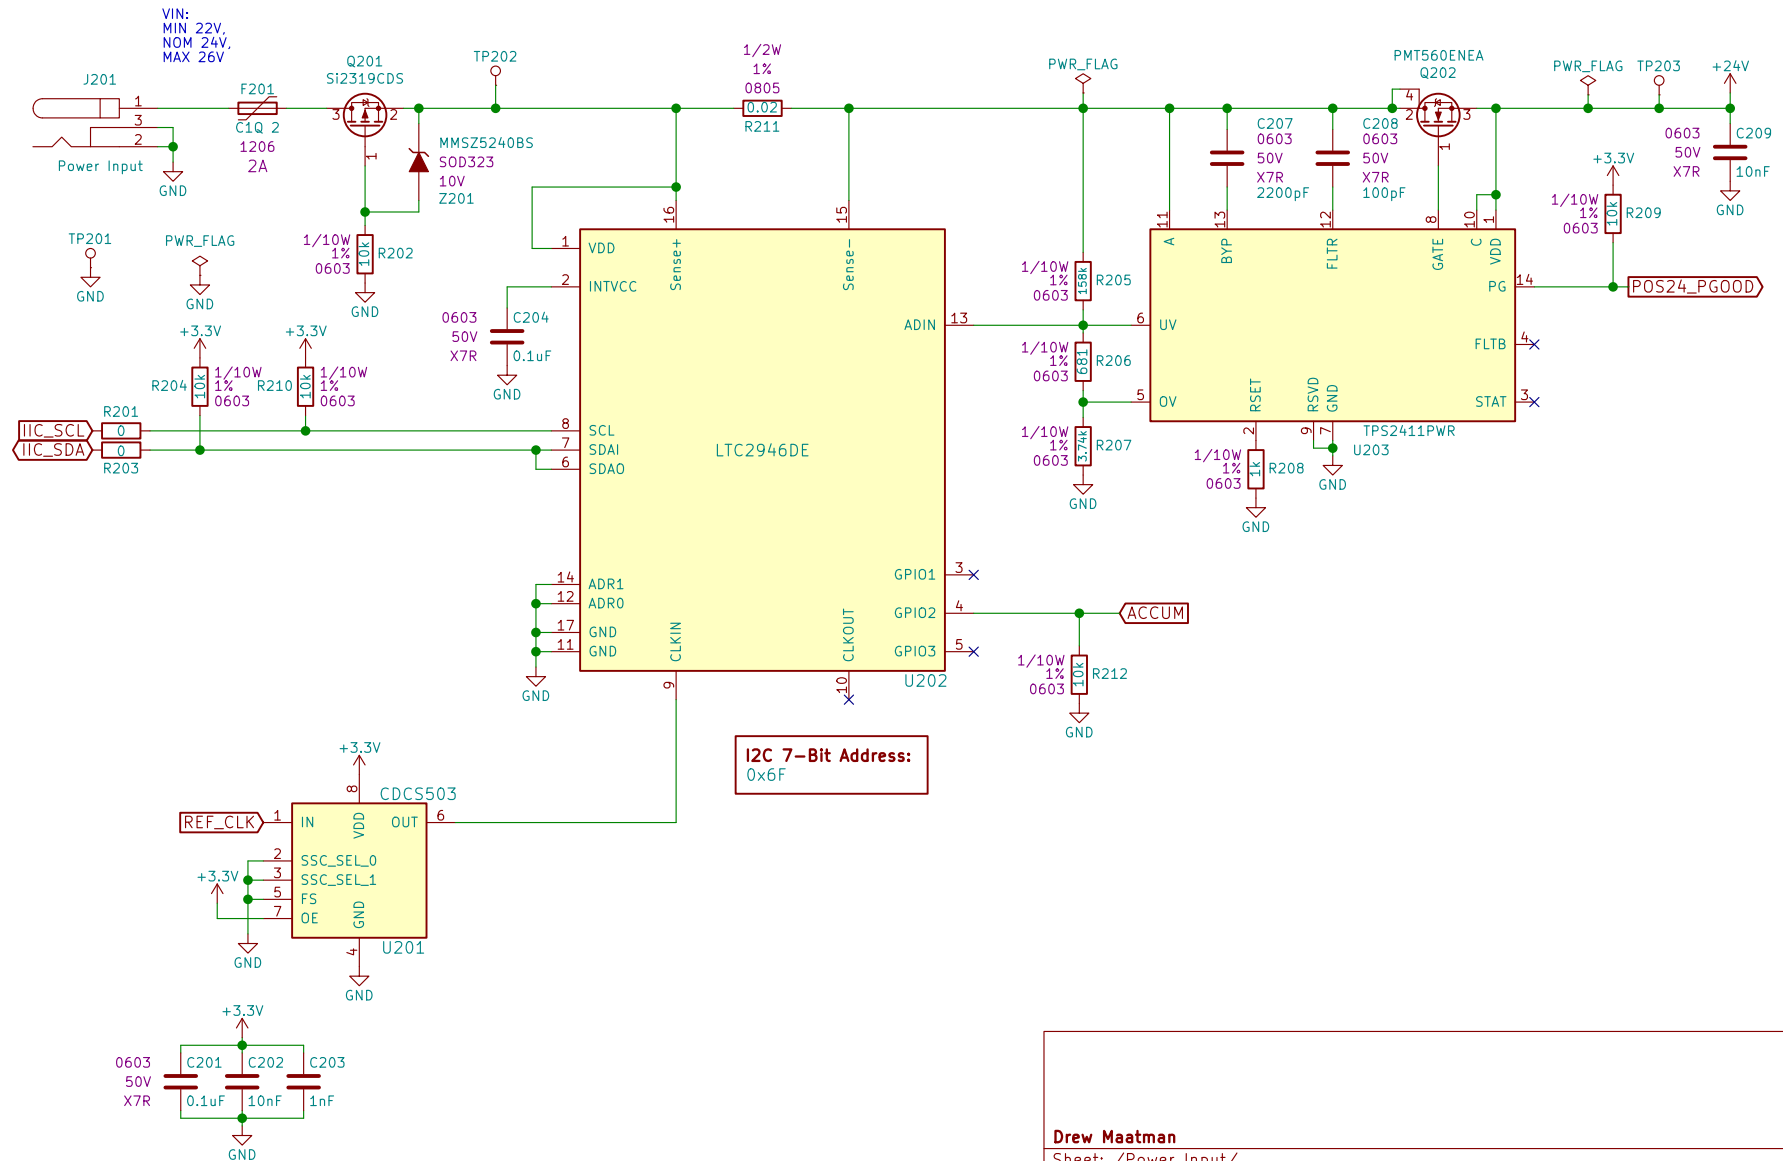 VIN:
MIN 22V,
NOM 24V,
MAX 26V
J201
1
3
2
Power Input
GND
F201
C1Q 2
1206
2A
Q201
Si2319CDS
3
2
1
TP202
MMSZ5240BS
SOD323
10V
Z201
1/10W
1%
0603
10k
R202
GND
TP201
GND
PWR_FLAG
GND
1/2W
1%
0805
0.02
R211
PWR_FLAG
PMT560ENEA
Q202
4
2
3
1
PWR_FLAG
TP203
+24V
0603
50V
X7R
C209
10nF
GND
C207
0603
50V
X7R
2200pF
C208
0603
50V
X7R
100pF
+3.3V
1/10W
1%
0603
10k
R209
POS24_PGOOD
+3.3V
+3.3V
R204
10k
1/10W
1%
0603
R210
10k
1/10W
1%
0603
R201
IIC_SCL
0
IIC_SDA
0
R203
0603
50V
X7R
C204
0.1uF
GND
16
Sense+
15
Sense-
1
VDD
2
INTVCC
ADIN
13
8
SCL
7
SDAI
6
SDAO
LTC2946DE
14
ADR1
12
ADR0
17
GND
11
GND
GND
GPIO1
3
GPIO2
4
GPIO3
5
CLKIN
9
CLKOUT
10
U202
1/10W
1%
0603
158k
R205
1/10W
1%
0603
681
R206
1/10W
1%
0603
3.74k
R207
GND
11
A
13
BYP
12
FLTR
8
GATE
10
C
1
VDD
PG
14
6
UV
FLTB
4
5
OV
STAT
3
RSET
2
RSVD
9
GND
7
TPS2411PWR
U203
1/10W
1%
0603
1k
R208
GND
GND
ACCUM
1/10W
1%
0603
10k
R212
GND
I2C 7-Bit Address:
0x6F
+3.3V
8
CDCS503
REF_CLK
1
IN
VDD
OUT
6
2
SSC_SEL_0
3
SSC_SEL_1
5
FS
7
OE
+3.3V
GND
4
U201
GND
GND
+3.3V
0603
50V
X7R
C201
0.1uF
C202
10nF
C203
1nF
GND
Drew Maatman
Sheet: /Power Input/